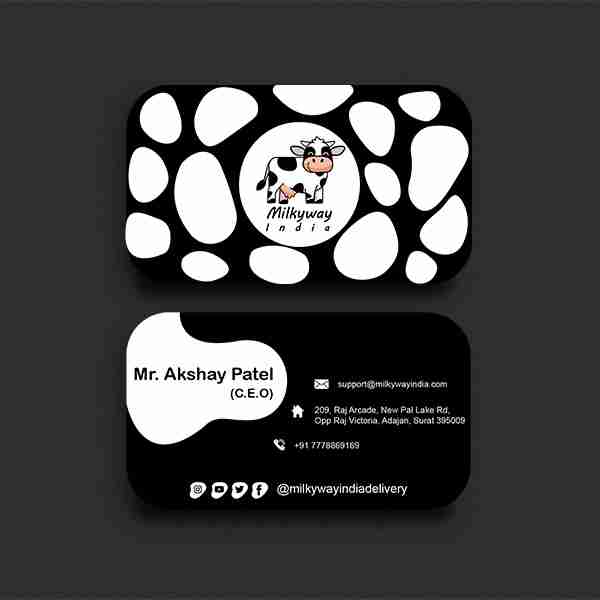 Milkyway
India
Mr. Akshay Patel
(C.E.O)
support@milkywayindia.com
209, Raj Arcade, New Pal Lake Rd,
Opp Raj Victoria, Adajan, Surat 395009
+91 7778869169
@milkywayindiadelivery